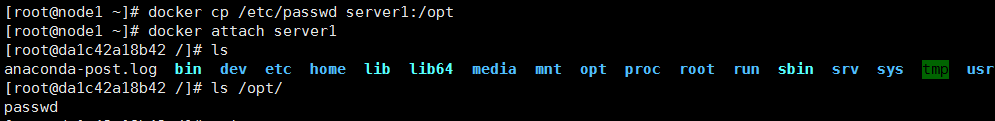 [root@node1 ~]# docker cp /etc/passwd server1:/opt
[root@node1 ~]# docker attach server1
[root@da1c42a18b42 /]# ls
anaconda-post.log bin dev etc home lib lib64 media mnt opt proc root run sbin srv sys tmp usr
[root@da1c42a18b42 /]# ls /opt/
passwd